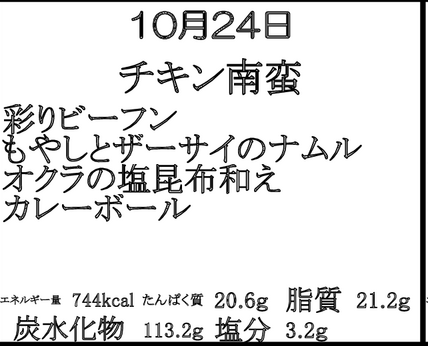 10月24日
チキン南蛮
彩りビーフン
もやしとザーサイのナムル
オクラの塩昆布和え
カレーボール
エネルギー量 744kcal たんぱく質 20.6g 脂質 21.2g
炭水化物 113.2g 塩分 3.2g